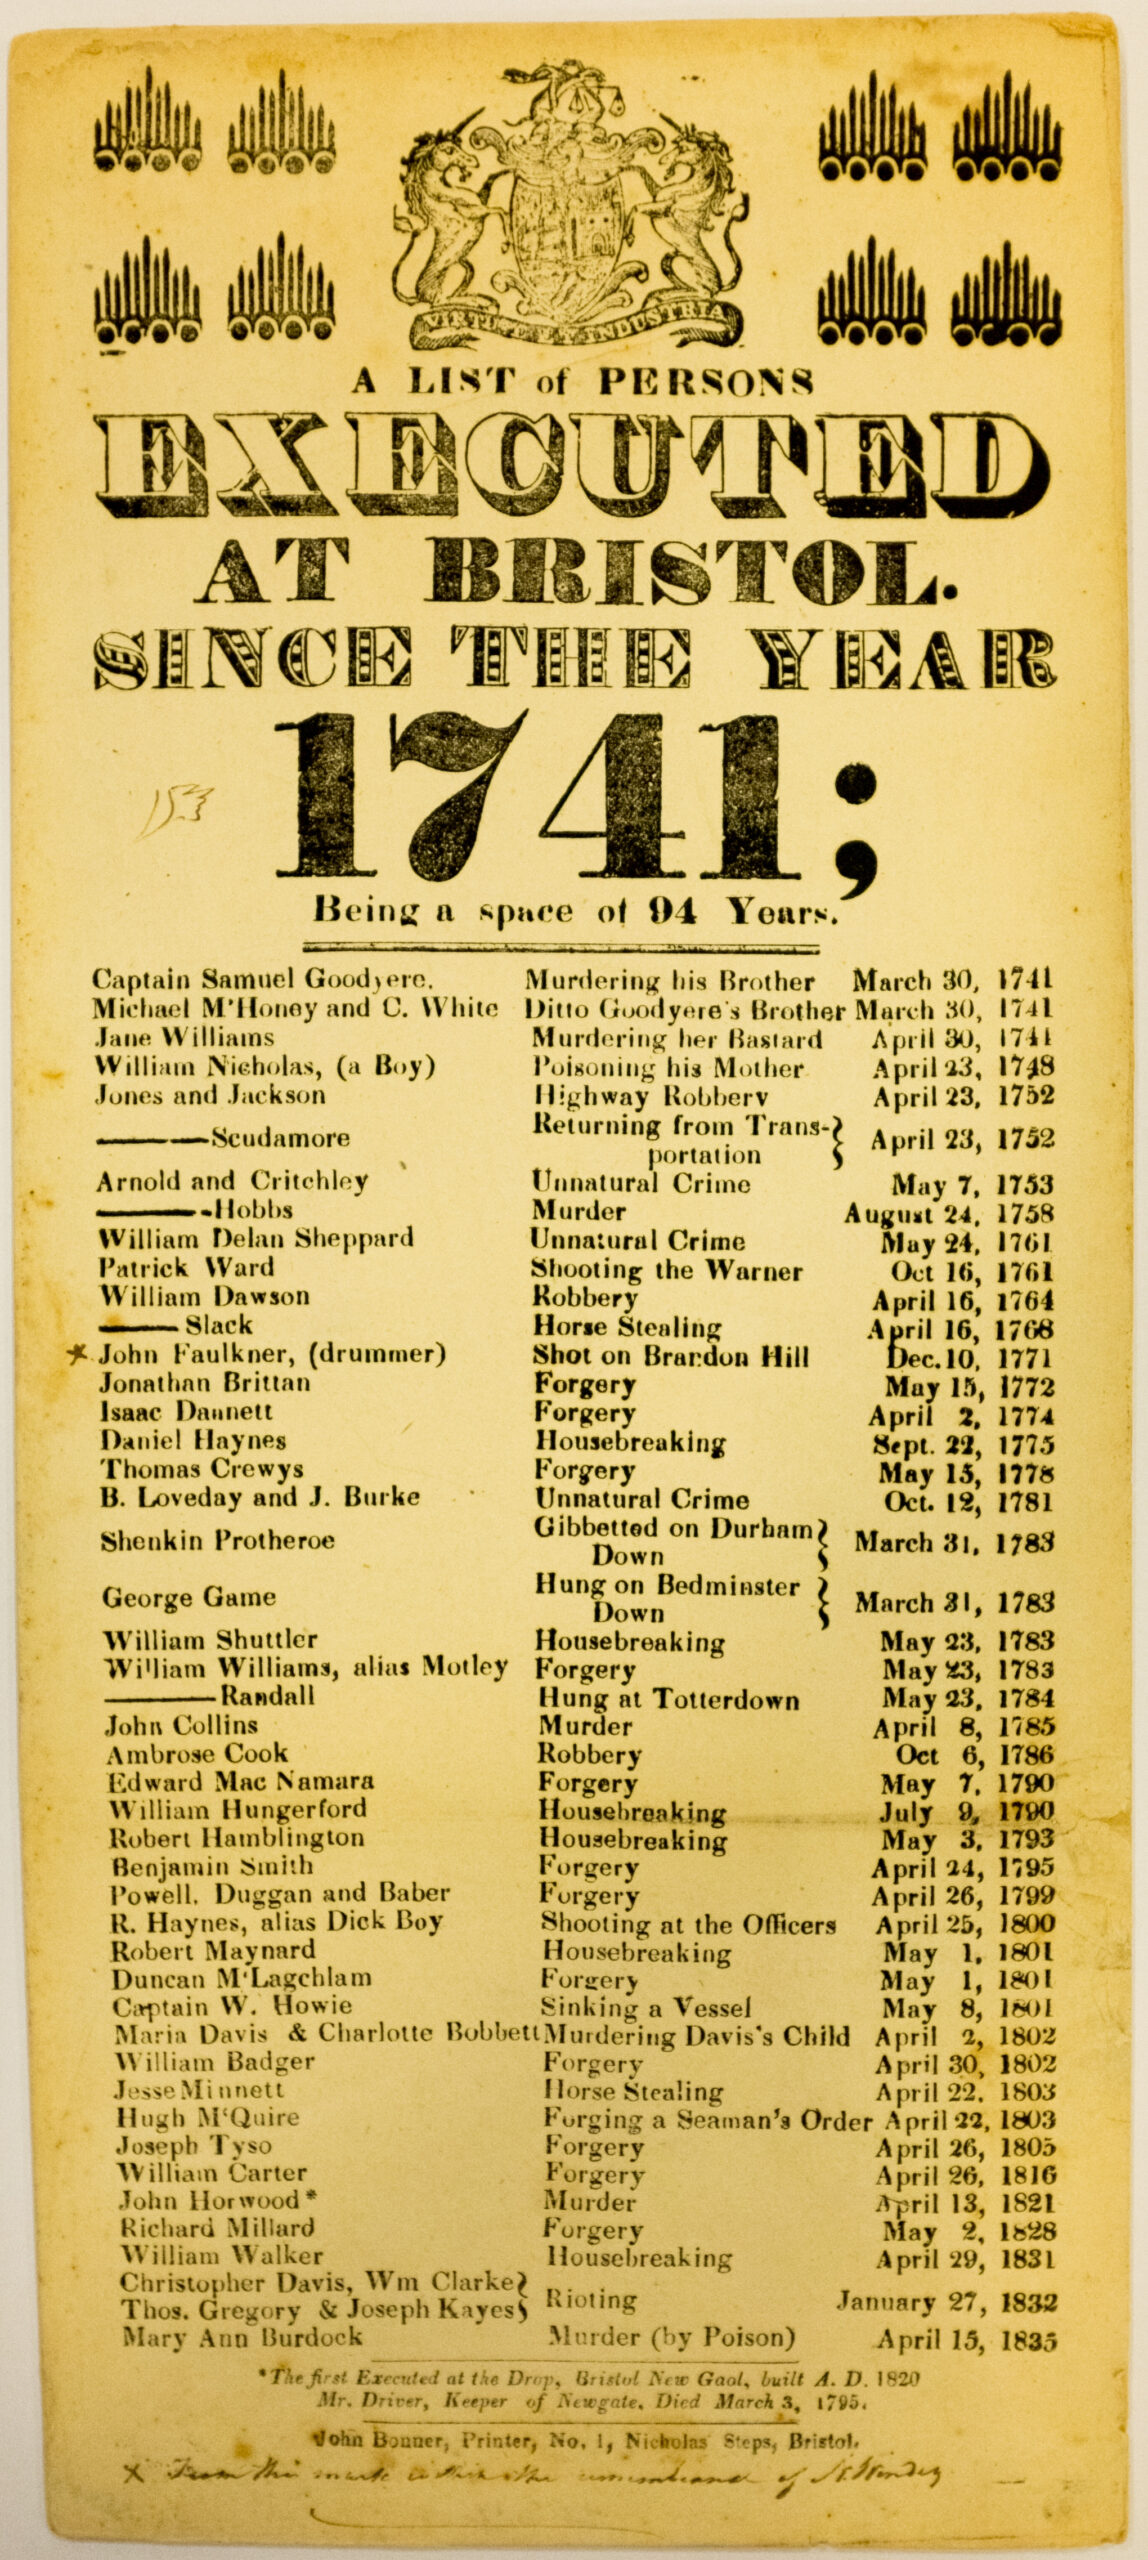 VIRTUTE ET INDUSTRIA
A LIST of PERSONS
EXECUTED
AT BRISTOL.
SINCE THE YEAR
1741;
153
Being a space of 94 Years.
Captain Samuel Goodyere. Murdering his Brother March 30, 1741
Michael M'Honey and C. White Ditto Goodyere's Brother March 30, 1741
Jane Williams Murdering her Bastard April 30, 1741
William Nicholas, (a Boy) Poisoning his Mother April 23, 1748
Jones and Jackson Highway Robbery April 23, 1752
———Scudamore Returning from Trans-portation April 23, 1752
Arnold and Critchley Unnatural Crime May 7, 1753
———Hobbs Murder August 24, 1758
William Delan Sheppard Unnatural Crime May 24, 1761
Patrick Ward Shooting the Warner Oct 16, 1761
William Dawson Robbery April 16, 1764
——— Slack Horse Stealing April 16, 1768
x John Faulkner, (drummer) Shot on Brandon Hill Dec. 10, 1771
Jonathan Brittan Forgery May 15, 1772
Isaac Dannett Forgery April 2, 1774
Daniel Haynes Housebreaking Sept. 22, 1775
Thomas Crewys Forgery May 15, 1778
B. Loveday and J. Burke Unnatural Crime Oct. 12, 1781
Shenkin Protheroe Gibbetted on Durham Down March 31, 1783
George Game Hung on Bedminster Down March 31, 1783
William Shuttler Housebreaking May 23, 1783
William Williams, alias Motley Forgery May 23, 1783
———Randall Hung at Totterdown May 23, 1784
John Collins Murder April 8, 1785
Ambrose Cook Robbery Oct 6, 1786
Edward Mac Namara Forgery May 7, 1790
William Hungerford Housebreaking July 9, 1790
Robert Hamblington Housebreaking May 3, 1793
Benjamin Smith Forgery April 24, 1795
Powell, Duggan and Baber Forgery April 26, 1799
R. Haynes, alias Dick Boy Shooting at the Officers April 25, 1800
Robert Maynard Housebreaking May 1, 1801
Duncan M'Lagchlam Forgery May 1, 1801
Captain W. Howie Sinking a Vessel May 8, 1801
Maria Davis & Charlotte Bobbett Murdering Davis's Child April 2, 1802
William Badger Forgery April 30, 1802
Jesse Minnett Horse Stealing April 22, 1803
Hugh M'Quire Forging a Seaman's Order April 22, 1803
Joseph Tyso Forgery April 26, 1805
William Carter Forgery April 26, 1816
John Horwood* Murder April 13, 1821
Richard Millard Forgery May 2, 1828
William Walker Housebreaking April 29, 1831
Christopher Davis, Wm Clarke
Thos. Gregory & Joseph Kayes Rioting January 27, 1832
Mary Ann Burdock Murder (by Poison) April 15, 1835
*The first Executed at the Drop, Bristol New Gaol, built A. D. 1820
Mr. Driver, Keeper of Newgate, Died March 3, 1795.
John Bonner, Printer, No. 1, Nicholas Steps, Bristol.
x From this mark within the remembrance of